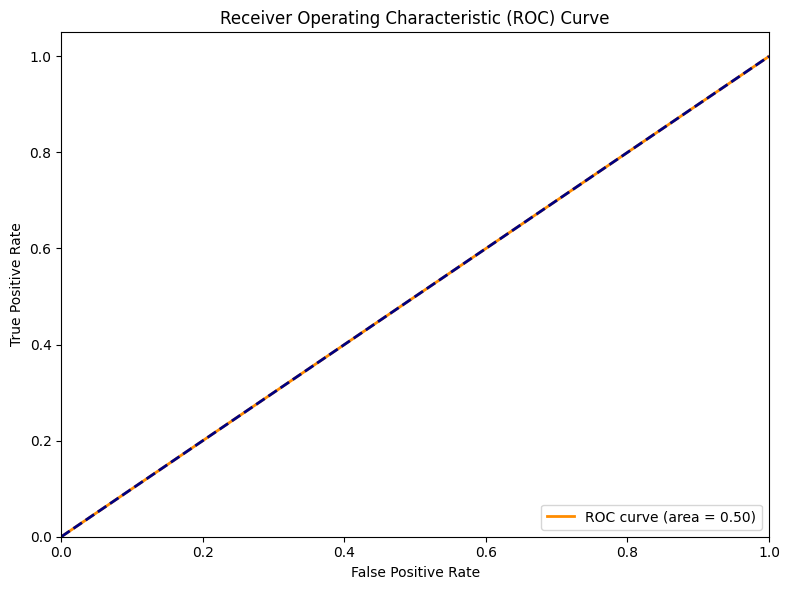 Receiver Operating Characteristic (ROC) Curve
1.0
0.8
0.6
0.4
0.2
0.0
True Positive Rate
ROC curve (area = 0.50)
0.0 0.2 0.4 0.6 0.8 1.0
False Positive Rate